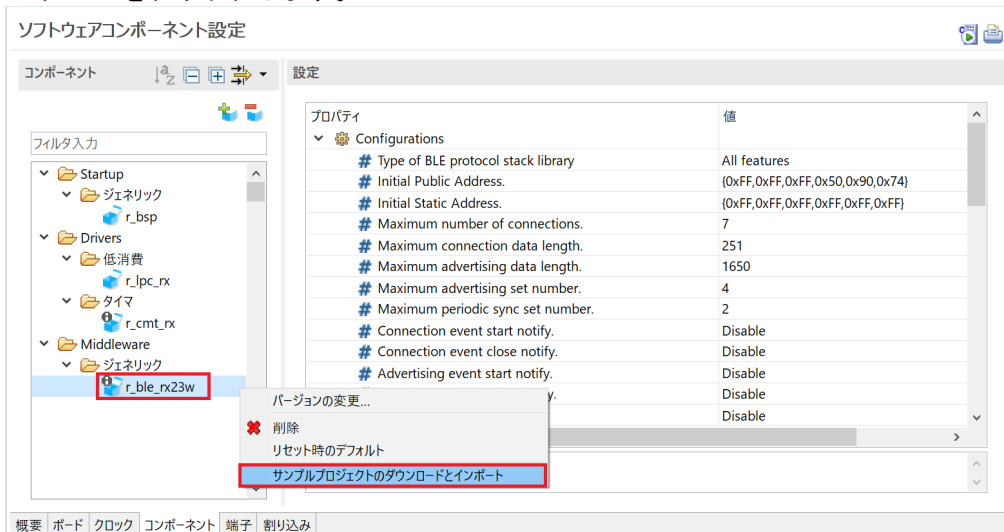 ソフトウェアコンポーネント設定
コンポーネント
設定
フィルタ入力
Startup
ジェネリック
r_bsp
Drivers
低消費
r_lpc_rx
タイマ
r_cmt_rx
Middleware
ジェネリック
r_ble_rx23w
プロパティ 値
Configurations
# Type of BLE protocol stack library All features
# Initial Public Address. {0xFF,0xFF,0xFF,0x50,0x90,0x74}
# Initial Static Address. {0xFF,0xFF,0xFF,0xFF,0xFF,0xFF}
# Maximum number of connections. 7
# Maximum connection data length. 251
# Maximum advertising data length. 1650
# Maximum advertising set number. 4
# Maximum periodic sync set number. 2
# Connection event start notify. Disable
# Connection event close notify. Disable
# Advertising event start notify. Disable
y. Disable
Disable
バージョンの変更...
削除
リセット時のデフォルト
サンプルプロジェクトのダウンロードとインポート
概要 ボード クロック コンポーネント 端子 割り込み